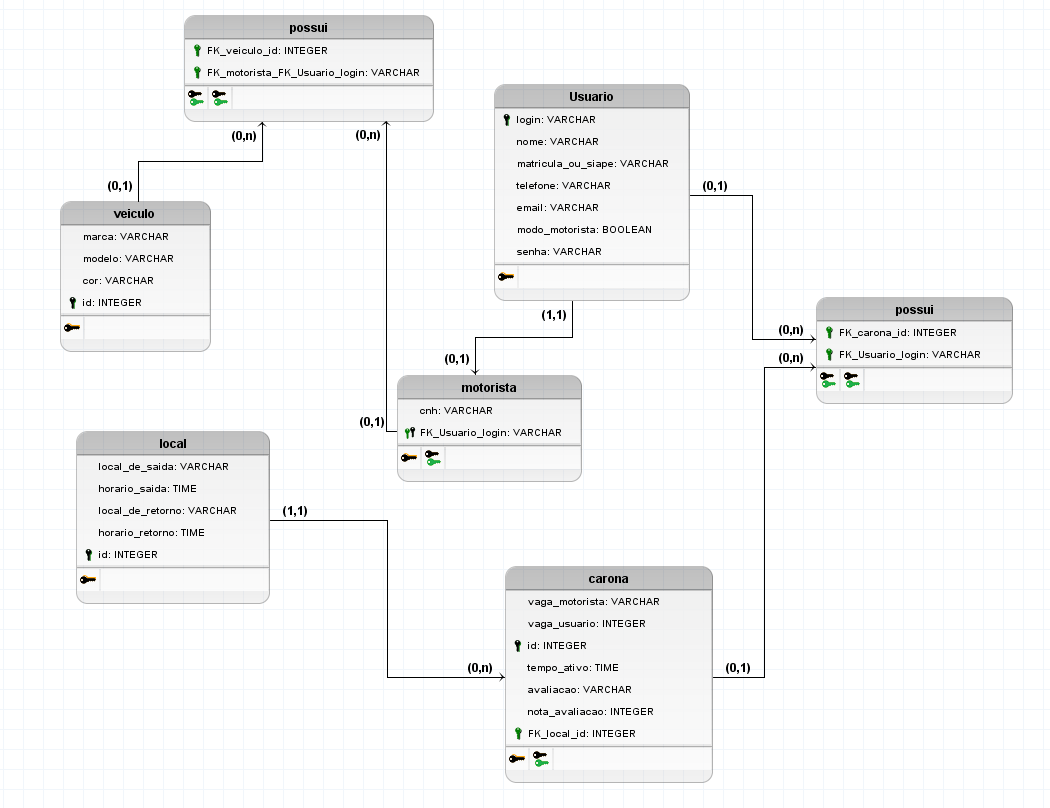 possui
FK_veiculo_id: INTEGER
FK_motorista_FK_Usuario_login: VARCHAR
(0,n)
(0,n)
(0,1)
veiculo
marca: VARCHAR
modelo: VARCHAR
cor: VARCHAR
id: INTEGER
Usuario
login: VARCHAR
nome: VARCHAR
matricula_ou_siape: VARCHAR
telefone: VARCHAR
email: VARCHAR
modo_motorista: BOOLEAN
senha: VARCHAR
(0,1)
(1,1)
(0,1)
(0,n)
(0,n)
possui
FK_carona_id: INTEGER
FK_Usuario_login: VARCHAR
motorista
cnh: VARCHAR
FK_Usuario_login: VARCHAR
(0,1)
local
local_de_saida: VARCHAR
horario_saida: TIME
local_de_retorno: VARCHAR
horario_retorno: TIME
id: INTEGER
(1,1)
(0,n)
carona
vaga_motorista: VARCHAR
vaga_usuario: INTEGER
id: INTEGER
tempo_ativo: TIME
avaliacao: VARCHAR
nota_avaliacao: INTEGER
FK_local_id: INTEGER
(0,1)